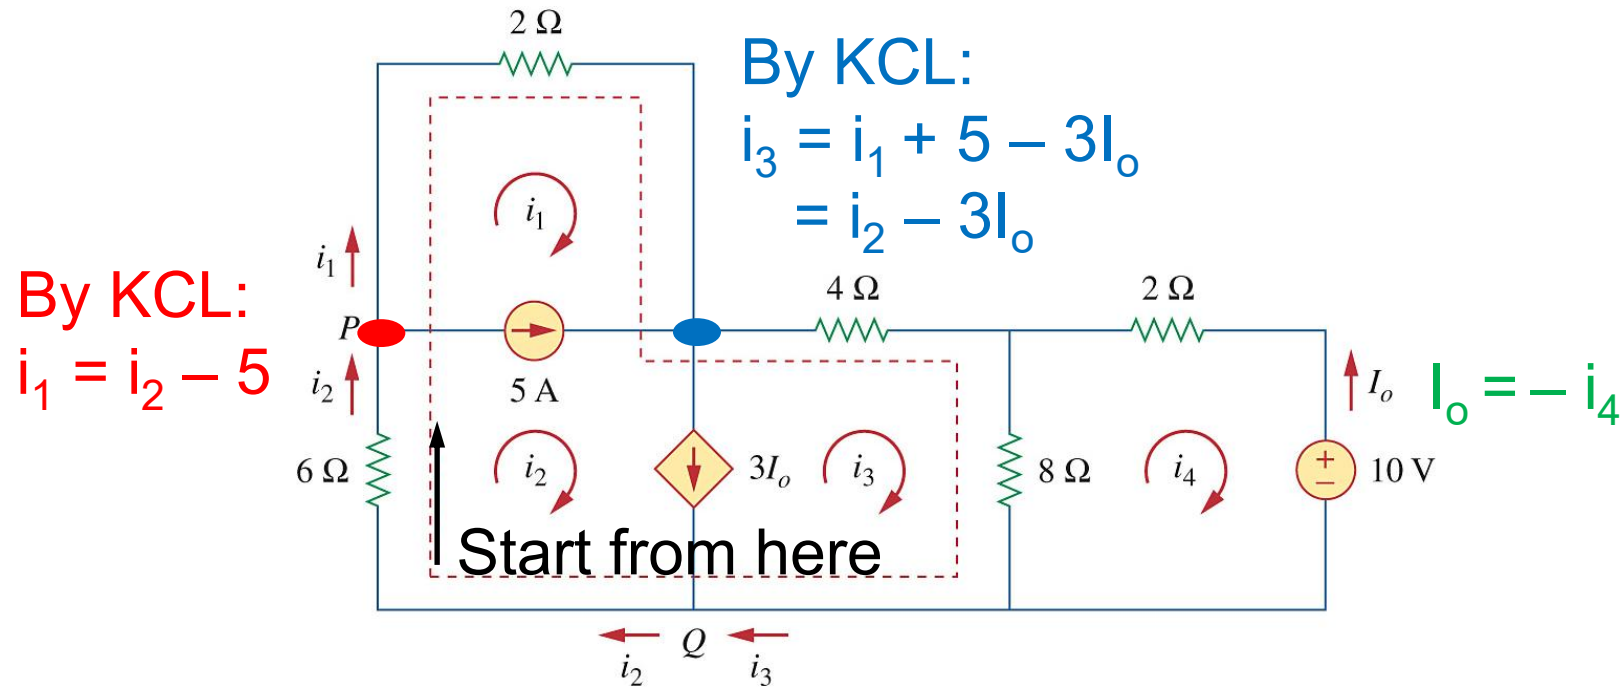 2 Ω
By KCL:
i₃ = i₁ + 5 – 3Iₒ
= i₂ – 3Iₒ
i₁
i₁
By KCL:
i₁ = i₂ – 5
P
4 Ω
2 Ω
i₂
5 A
Iₒ
Iₒ = – i₄
6 Ω
i₂
3Iₒ
i₃
8 Ω
i₄
+
–
10 V
Start from here
Q
i₂
i₃